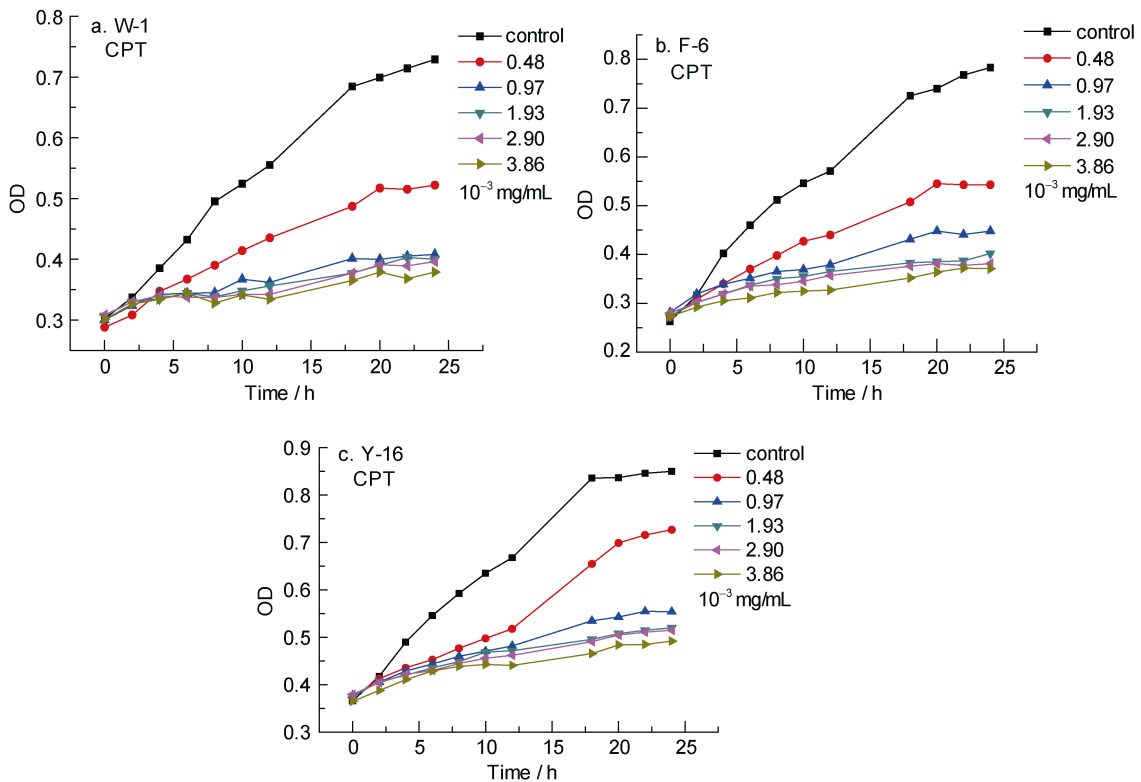 a. W-1
CPT
control
0.48
0.97
1.93
2.90
3.86
10⁻³ mg/mL
0.8
0.7
0.6
0.5
0.4
0.3
OD
0 5 10 15 20 25
Time / h
b. F-6
CPT
control
0.48
0.97
1.93
2.90
3.86
10⁻³ mg/mL
0.8
0.7
0.6
0.5
0.4
0.3
0.2
OD
0 5 10 15 20 25
Time / h
c. Y-16
CPT
control
0.48
0.97
1.93
2.90
3.86
10⁻³ mg/mL
0.9
0.8
0.7
0.6
0.5
0.4
0.3
OD
0 5 10 15 20 25
Time / h